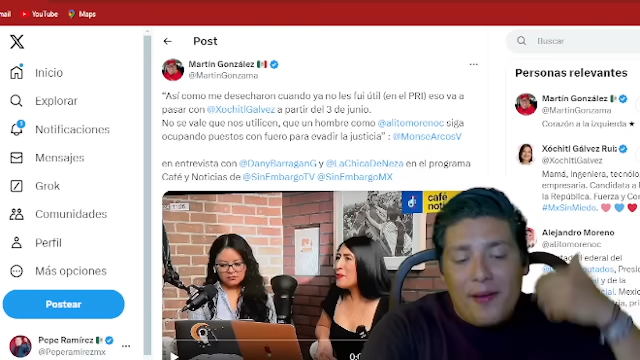 mail
YouTube
Maps
Inicio
Explorar
1
Notificaciones
Mensajes
Grok
Comunidades
Perfil
Más opciones
Postear
Pepe Ramírez
@Peperamirezmx
Post
Martín González
@MartinGonzama
“Así como me desecharon cuando ya no les fui útil (en el PRI) eso va a
pasar con @XochitlGalvez a partir del 3 de junio.
No se vale que nos utilicen, que un hombre como @alitomorenoc siga
ocupando puestos con fuero para evadir la justicia” : @MonseArcosV
en entrevista con @DanyBarraganG y @LaChicaDeNeza en el programa
Café y Noticias de @SinEmbargoTV @SinEmbargoMX
café
Buscar
Personas relevantes
Martín González
@MartinGonzama
Corazón a la izquierda ★
Xóchitl Gálvez Ruiz
@XochitlGalvez
Mamá, ingeniera, tecnólo
empresaria. Candidata a
la República. Fuerza y Cor
#MxSinMiedo.
Alejandro Moreno
@alitomorenoc